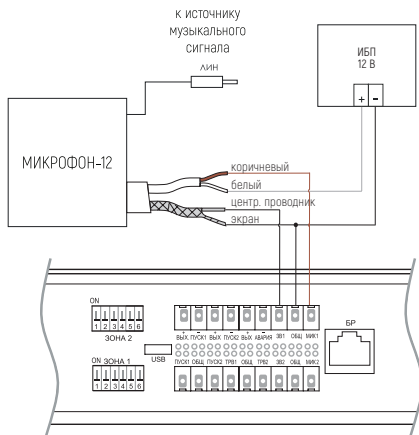 к источнику
музыкального
сигнала
ЛИН
ИБП
12 В
+ −
МИКРОФОН-12
коричневый
белый
центр. проводник
экран
ON
1 2 3 4 5 6
ЗОНА 2
ON ЗОНА 1
1 2 3 4 5 6
USB
+ − + − + −
ВЫХ. ПУСК1 ВЫХ ПУСК2 ВЫХ АВАРИЯ ЗВ1 ОБЩ МИК1
ПУСК1 ОБЩ ПУСК2 ТРВ1 ОБЩ ТРВ2 ЗВ2 ОБЩ МИК2
БР